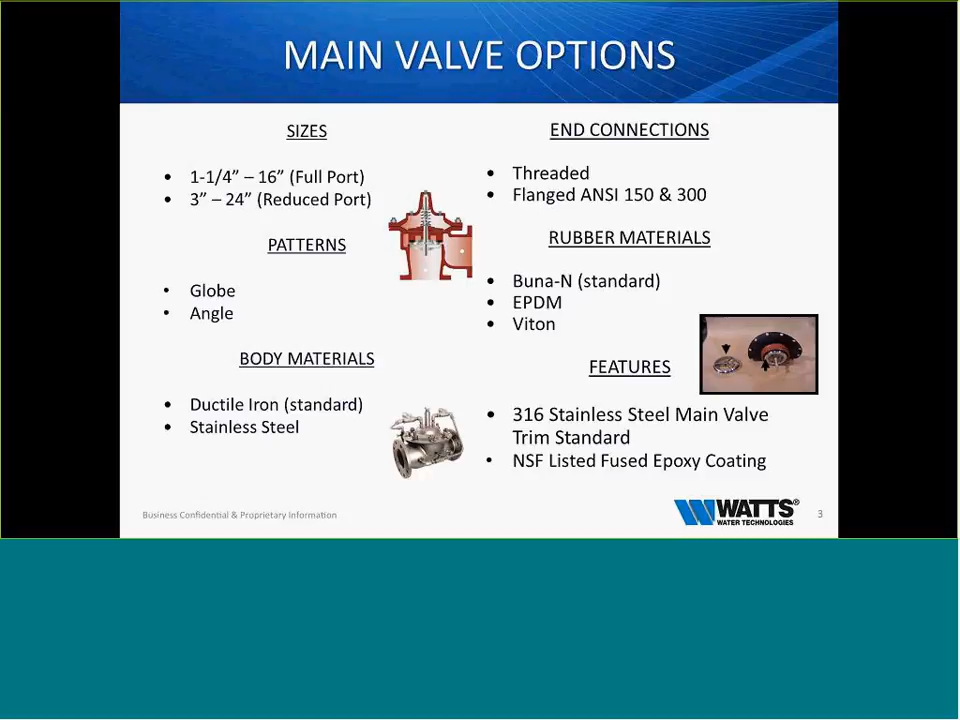 MAIN VALVE OPTIONS
SIZES
• 1-1/4” – 16” (Full Port)
• 3” – 24” (Reduced Port)
PATTERNS
• Globe
• Angle
BODY MATERIALS
• Ductile Iron (standard)
• Stainless Steel
END CONNECTIONS
• Threaded
• Flanged ANSI 150 & 300
RUBBER MATERIALS
• Buna-N (standard)
• EPDM
• Viton
FEATURES
• 316 Stainless Steel Main Valve
Trim Standard
• NSF Listed Fused Epoxy Coating
Business Confidential & Proprietary Information
WATTS®
WATER TECHNOLOGIES
3